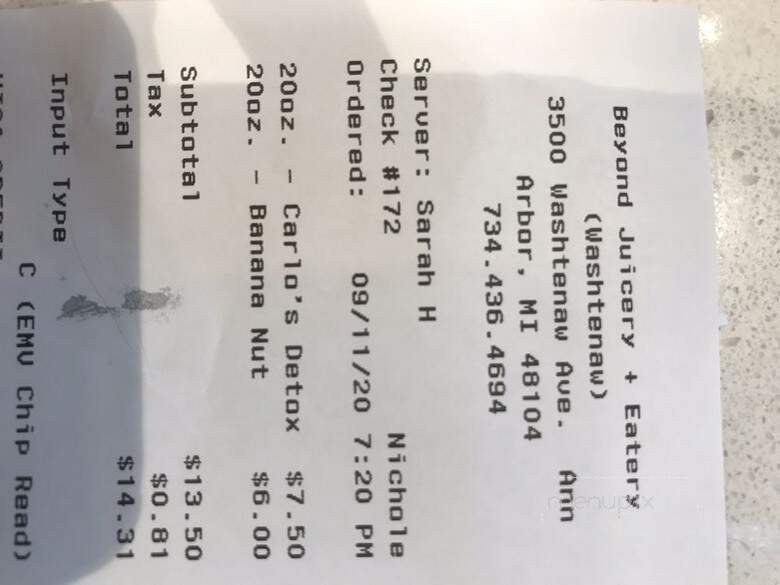 Beyond Juicery + Eatery
(Washtenaw)
3500 Washtenaw Ave. Ann
Arbor, MI 48104
734.436.4694
Server: Sarah H
Check #172 Nichole
Ordered: 09/11/20 7:20 PM
20oz. - Carlo's Detox $7.50
20oz. - Banana Nut $6.00
Subtotal $13.50
Tax $0.81
Total $14.31
Input Type
C (EMV Chip Read)
menupix